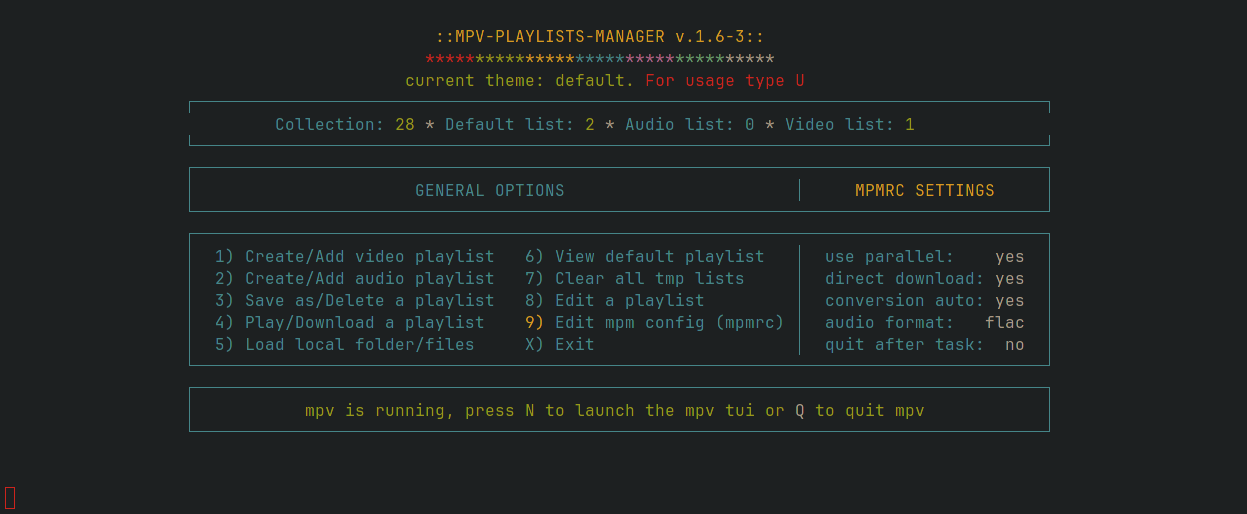 ::MPV-PLAYLISTS-MANAGER v.1.6-3::
***********************************
current theme: default. For usage type U
Collection: 28 * Default list: 2 * Audio list: 0 * Video list: 1
GENERAL OPTIONS MPMRC SETTINGS
1) Create/Add video playlist 6) View default playlist use parallel: yes
2) Create/Add audio playlist 7) Clear all tmp lists direct download: yes
3) Save as/Delete a playlist 8) Edit a playlist conversion auto: yes
4) Play/Download a playlist 9) Edit mpm config (mpmrc) audio format: flac
5) Load local folder/files X) Exit quit after task: no
mpv is running, press N to launch the mpv tui or Q to quit mpv